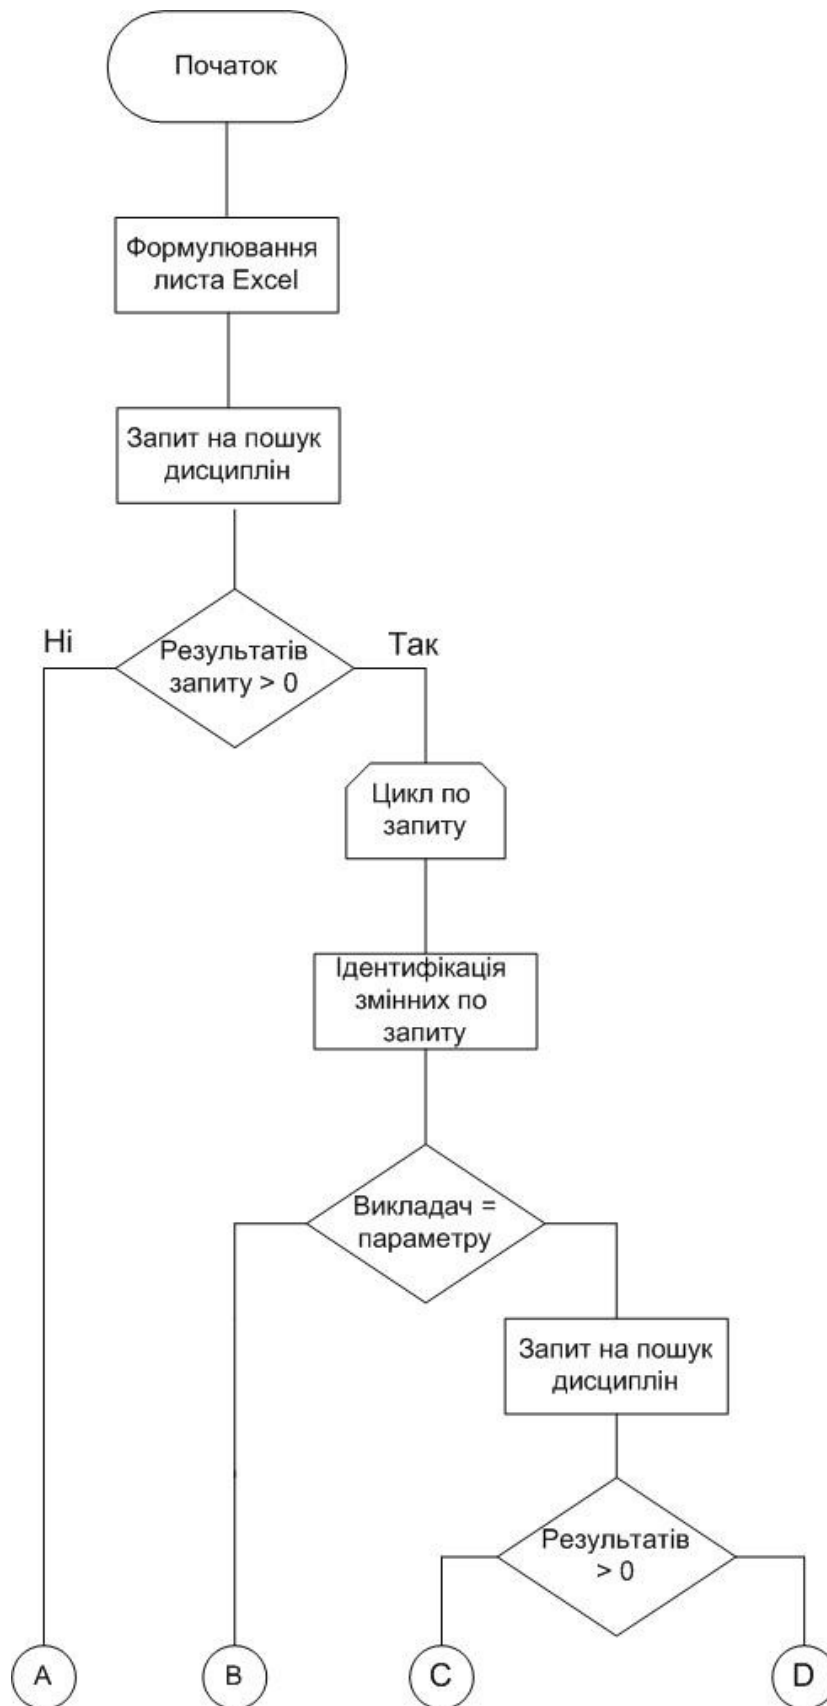 Початок
Формулювання
листа Excel
Запит на пошук
дисциплін
Ні
Так
Результатів
запиту > 0
Цикл по
запиту
Ідентифікація
змінних по
запиту
Викладач =
параметру
Запит на пошук
дисциплін
Результатів
> 0
A
B
C
D